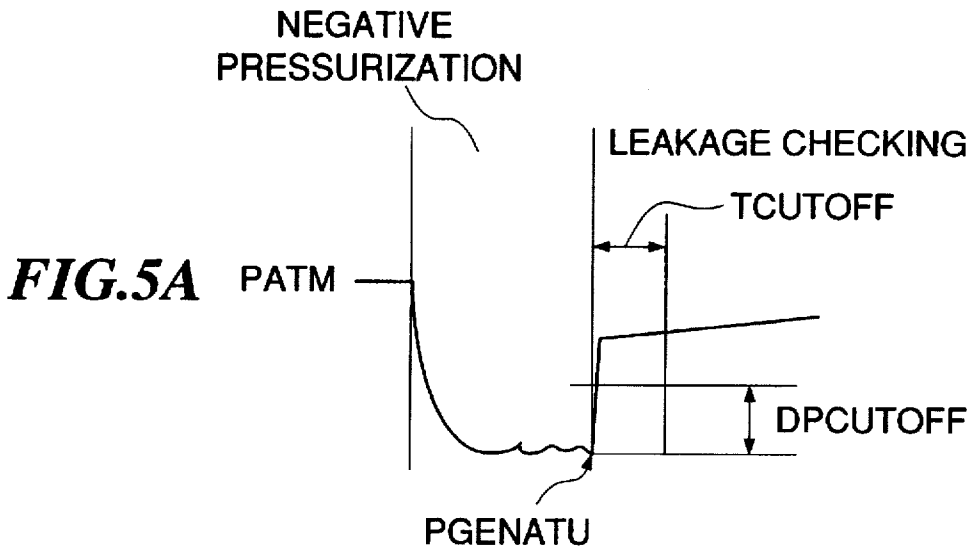 NEGATIVE
PRESSURIZATION
LEAKAGE CHECKING
TCUTOFF
FIG.5A
PATM
DPCUTOFF
PGENATU